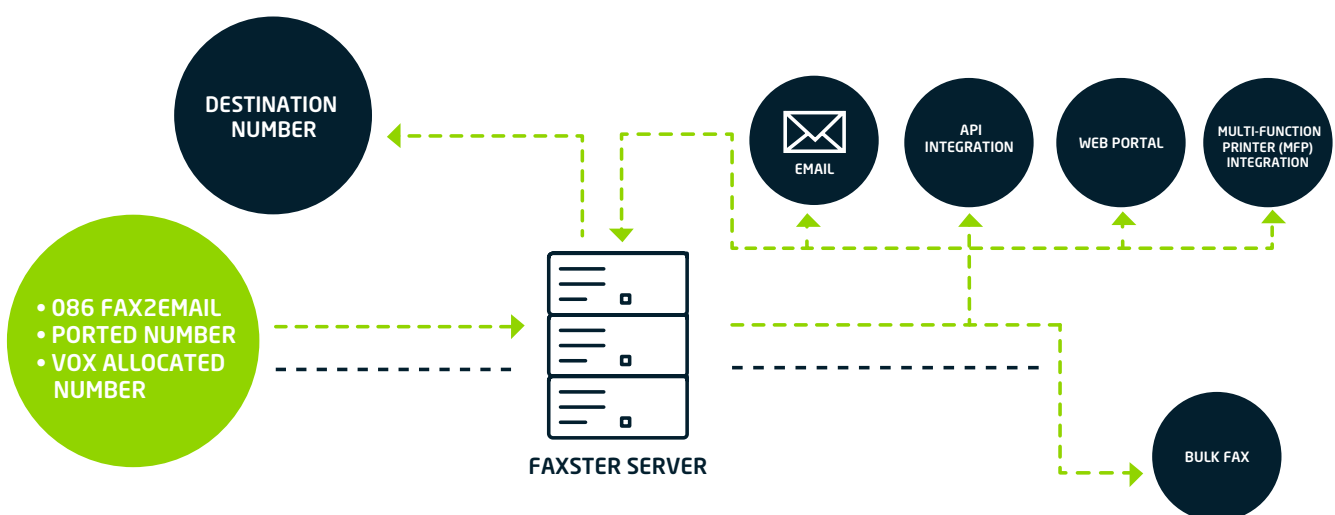 DESTINATION
NUMBER
EMAIL
API
INTEGRATION
WEB PORTAL
MULTI-FUNCTION
PRINTER (MFP)
INTEGRATION
• 086 FAX2EMAIL
• PORTED NUMBER
• VOX ALLOCATED
NUMBER
FAXSTER SERVER
BULK FAX